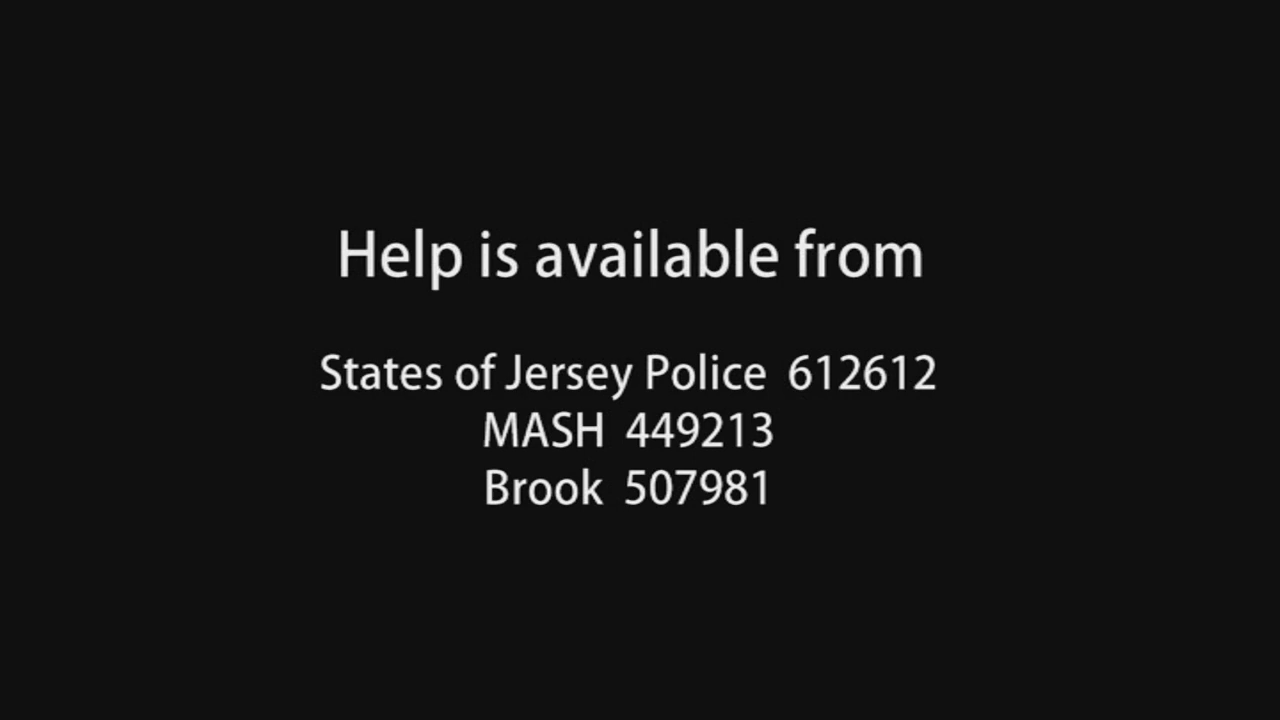 Help is available from
States of Jersey Police 612612
MASH 449213
Brook 507981